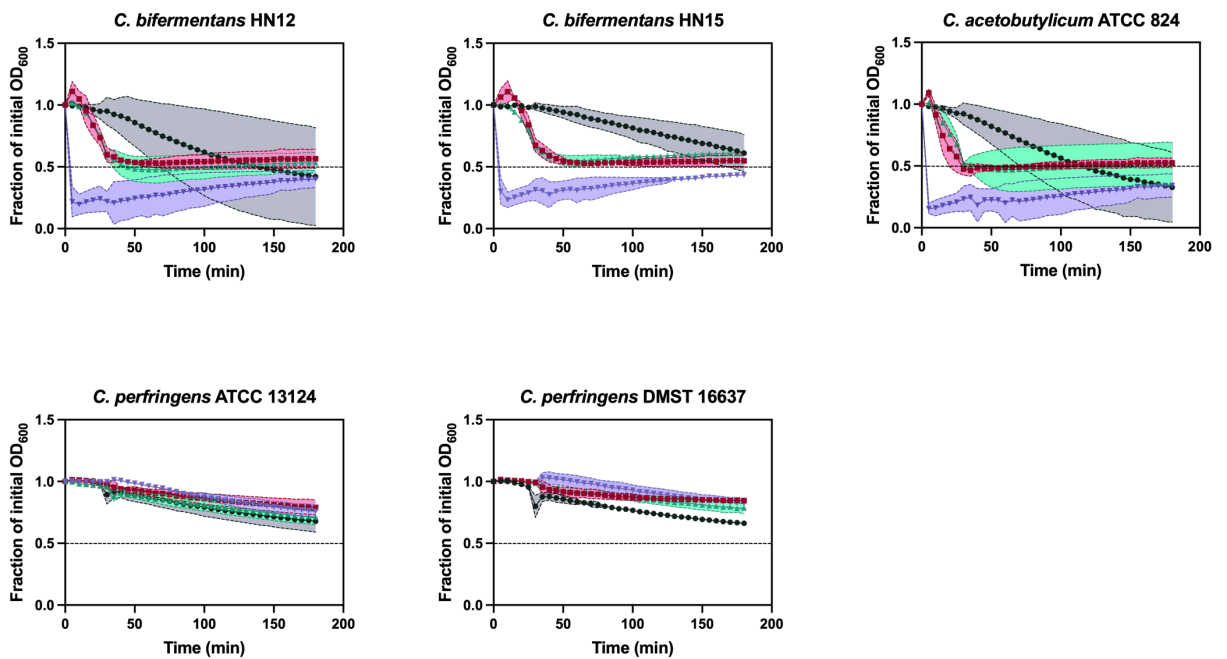 C. bifermentans HN12
C. bifermentans HN15
C. acetobutylicum ATCC 824
Fraction of initial OD600
1.5
1.0
0.5
0.0
0 50 100 150 200
Time (min)
Fraction of initial OD600
1.5
1.0
0.5
0.0
0 50 100 150 200
Time (min)
Fraction of initial OD600
1.5
1.0
0.5
0.0
0 50 100 150 200
Time (min)
C. perfringens ATCC 13124
C. perfringens DMST 16637
Fraction of initial OD600
1.5
1.0
0.5
0.0
0 50 100 150 200
Time (min)
Fraction of initial OD600
1.5
1.0
0.5
0.0
0 50 100 150 200
Time (min)